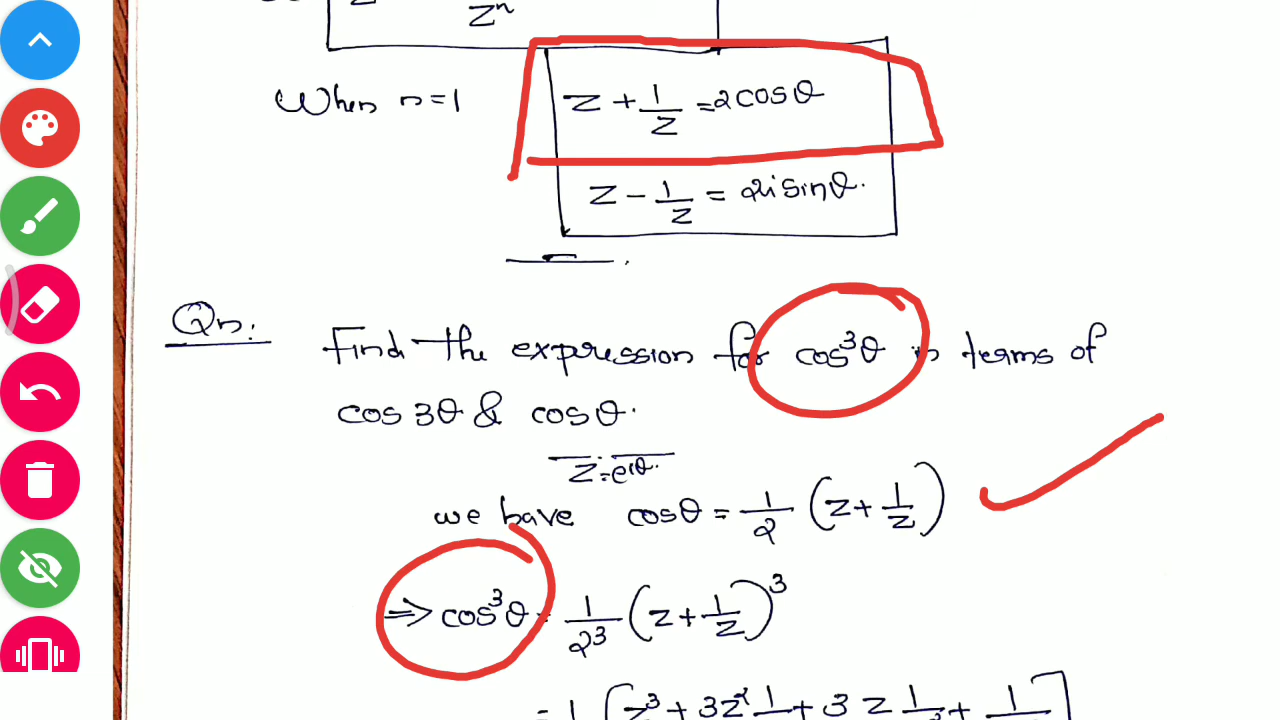 Zⁿ
When n=1
z + 1/z = 2cosθ
z - 1/z = 2i sinθ.
Qn:
Find the expression for cos³θ in terms of
cos 3θ & cosθ.
z = e^iθ.
we have cosθ = 1/2 (z + 1/z)
⇒ cos³θ = 1/2³ (z + 1/z)³